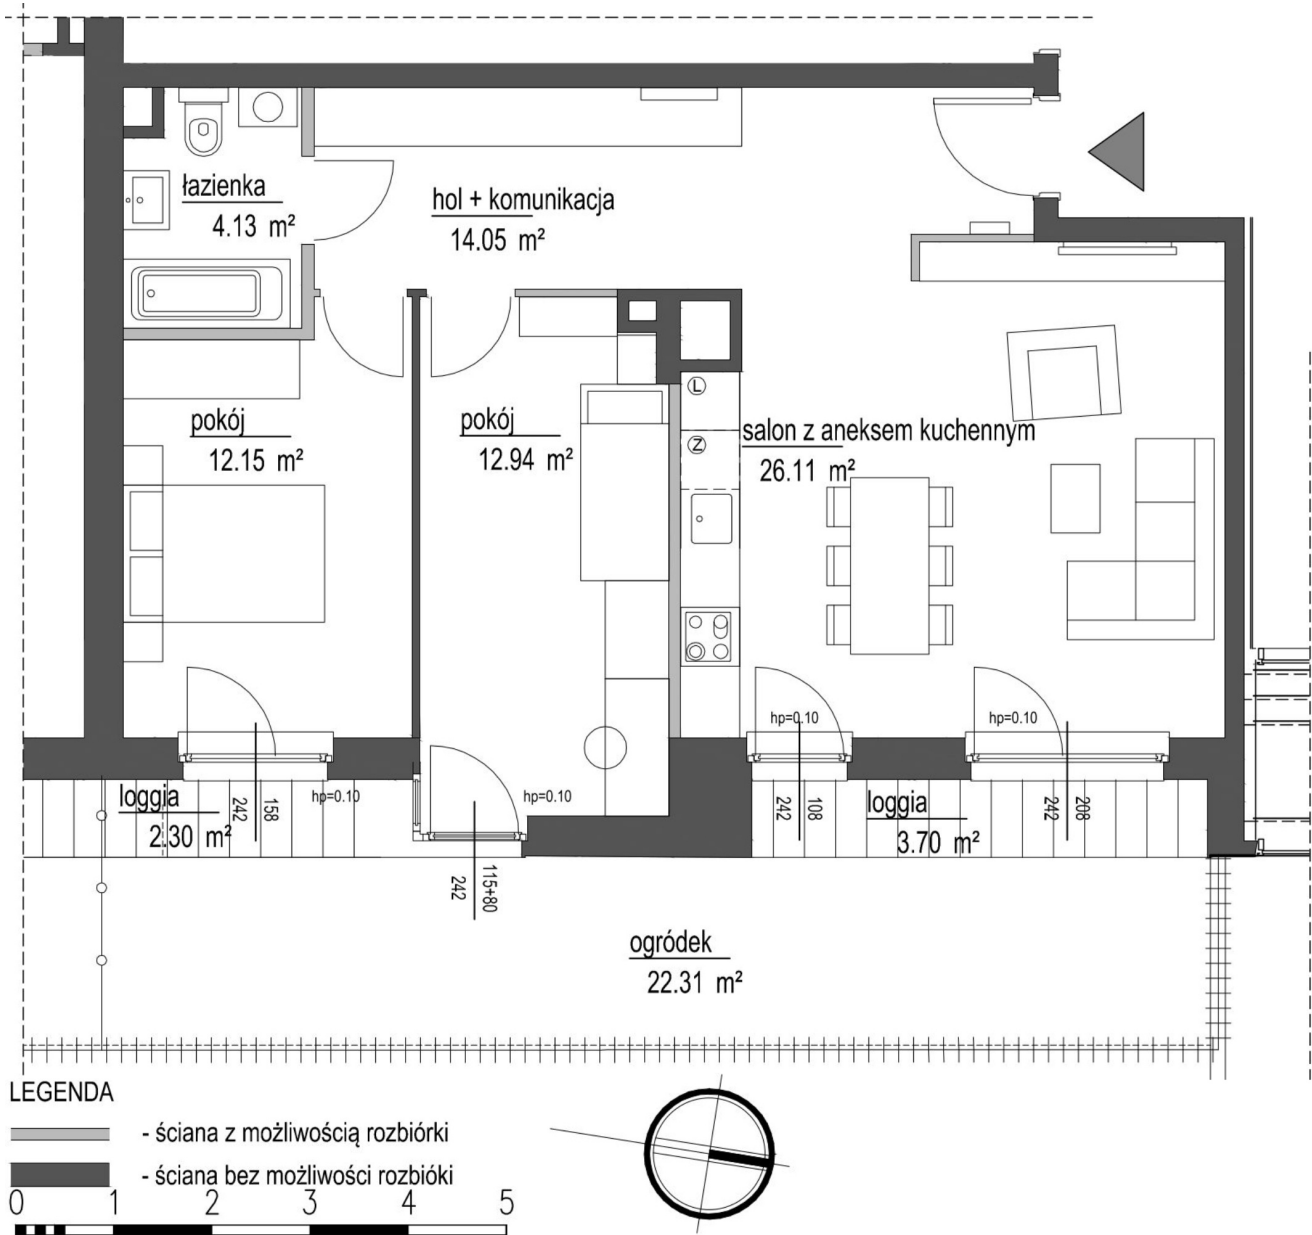 łazienka
4.13 m²
hol + komunikacja
14.05 m²
pokój
12.15 m²
pokój
12.94 m²
L
Z
salon z aneksem kuchennym
26.11 m²
hp=0.10
hp=0.10
loggia
2.30 m²
158
242
hp=0.10
hp=0.10
115+80
242
108
242
loggia
3.70 m²
208
242
ogródek
22.31 m²
LEGENDA
- ściana z możliwością rozbiórki
- ściana bez możliwości rozbióki
0 1 2 3 4 5